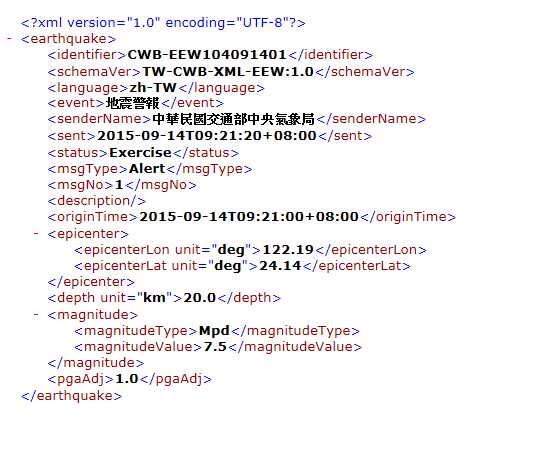 <?xml version="1.0" encoding="UTF-8"?>
- <earthquake>
<identifier>CWB-EEW104091401</identifier>
<schemaVer>TW-CWB-XML-EEW:1.0</schemaVer>
<language>zh-TW</language>
<event>地震警報</event>
<senderName>中華民國交通部中央氣象局</senderName>
<sent>2015-09-14T09:21:20+08:00</sent>
<status>Exercise</status>
<msgType>Alert</msgType>
<msgNo>1</msgNo>
<description/>
<originTime>2015-09-14T09:21:00+08:00</originTime>
- <epicenter>
<epicenterLon unit="deg">122.19</epicenterLon>
<epicenterLat unit="deg">24.14</epicenterLat>
</epicenter>
<depth unit="km">20.0</depth>
- <magnitude>
<magnitudeType>Mpd</magnitudeType>
<magnitudeValue>7.5</magnitudeValue>
</magnitude>
<pgaAdj>1.0</pgaAdj>
</earthquake>